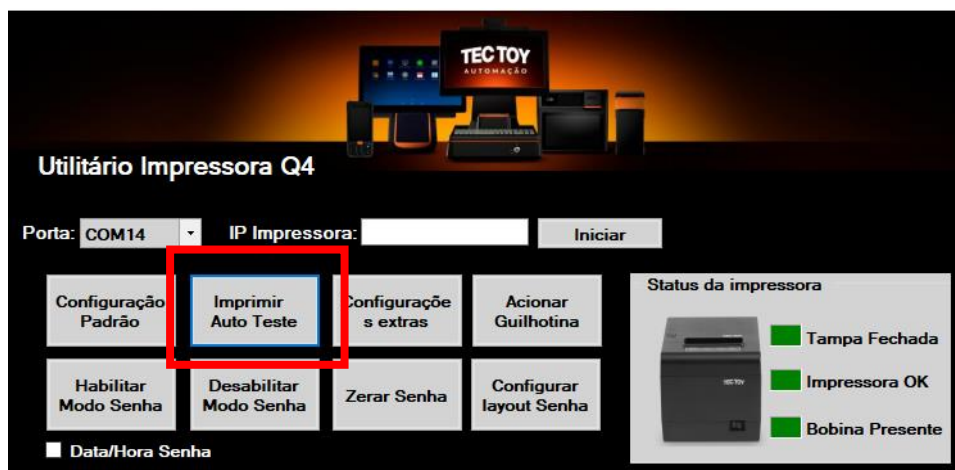 TECTOY
AUTOMAÇÃO
Utilitário Impressora Q4
Porta: COM14 IP Impressora: Iniciar
Configuração
Padrão
Imprimir
Auto Teste
Configuraçõe
s extras
Acionar
Guilhotina
Status da impressora
Tampa Fechada
Impressora OK
Bobina Presente
TECTOY
Habilitar
Modo Senha
Desabilitar
Modo Senha
Zerar Senha
Configurar
layout Senha
Data/Hora Senha